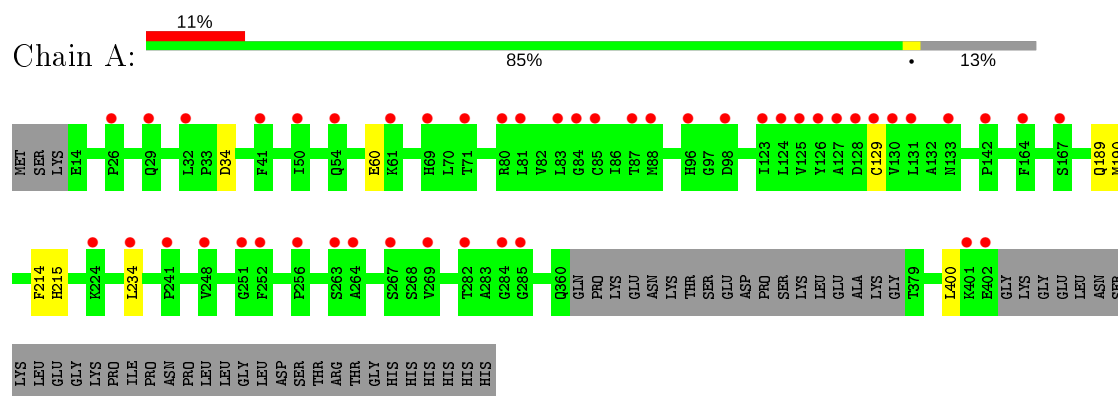 11%
Chain A:
85% • 13%
MET SER LYS E14 P26 Q29 L32 P33 D34 F41 I50 Q54 E60 K61 H69 L70 T71 R80 L81 V82 L83 G84 C85 I86 T87 M88 H96 G97 D98 I123 L124 V125 Y126 A127 D128 C129 V130 L131 A132 N133 P142 F164 S167 Q189 M190
F214 H215 K224 L234 P241 V248 G251 F252 P256 S263 A264 S267 S268 V269 T282 A283 G284 G285 Q360 GLN PRO LYS GLU ASN LYS THR SER GLU ASP PRO SER LYS LEU GLU ALA LYS GLY T379 L400 K401 E402 GLY LYS GLY GLU LEU ASN SER
LYS LEU GLU GLY LYS PRO ILE PRO ASN PRO LEU LEU GLY LEU ASP SER THR ARG THR GLY HIS HIS HIS HIS HIS HIS